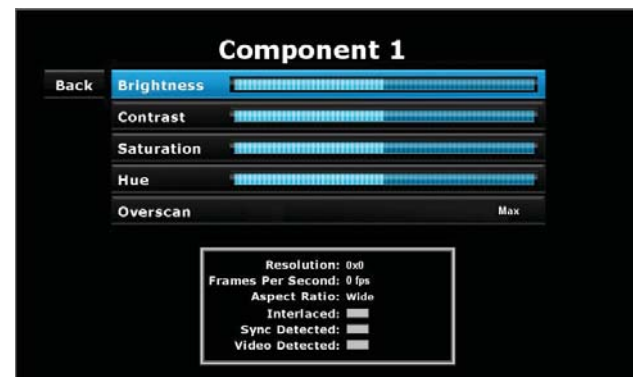 Component 1
Back
Brightness
Contrast
Saturation
Hue
Overscan Max
Resolution: 0x0
Frames Per Second: 0 fps
Aspect Ratio: Wide
Interlaced:
Sync Detected:
Video Detected: